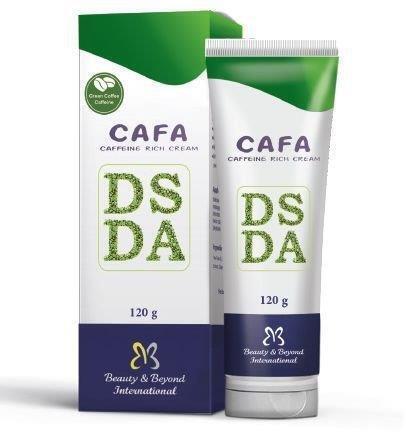 Green Coffee
Caffeine
CAFA
CAFFEINE RICH CREAM
DS
DA
120 g
Beauty & Beyond
International
CAFA
CAFFEINE RICH CREAM
DS
DA
120 g
Beauty & Beyond
International